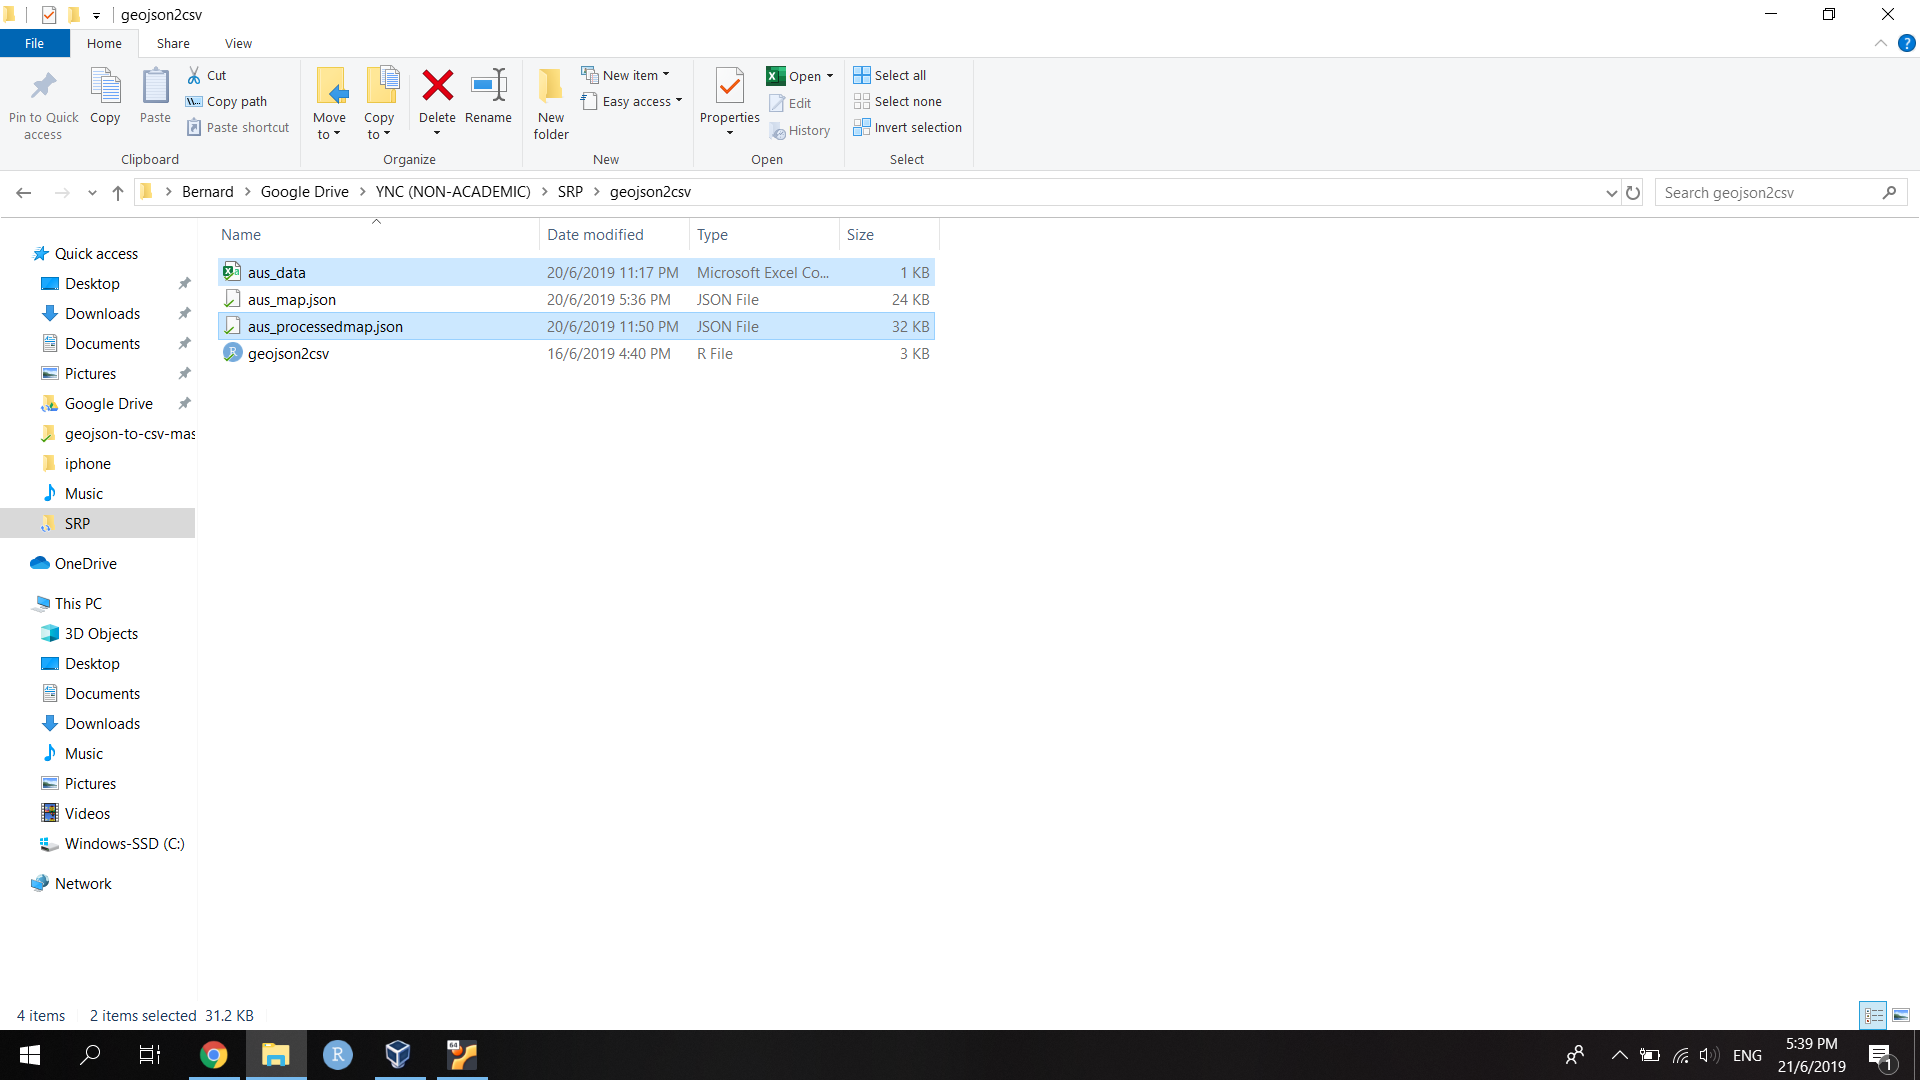 geojson2csv
File Home Share View
Pin to Quick access
Copy
Paste
Cut
Copy path
Paste shortcut
Clipboard
Move to
Copy to
Delete
Rename
Organize
New folder
New item
Easy access
New
Properties
Open
Edit
History
Open
Select all
Select none
Invert selection
Select
Bernard Google Drive YNC (NON-ACADEMIC) SRP geojson2csv
Search geojson2csv
Name Date modified Type Size
aus_data 20/6/2019 11:17 PM Microsoft Excel Co... 1 KB
aus_map.json 20/6/2019 5:36 PM JSON File 24 KB
aus_processedmap.json 20/6/2019 11:50 PM JSON File 32 KB
geojson2csv 16/6/2019 4:40 PM R File 3 KB
Quick access
Desktop
Downloads
Documents
Pictures
Google Drive
geojson-to-csv-mas
iphone
Music
SRP
OneDrive
This PC
3D Objects
Desktop
Documents
Downloads
Music
Pictures
Videos
Windows-SSD (C:)
Network
4 items 2 items selected 31.2 KB
R
64
ENG
5:39 PM
21/6/2019
1